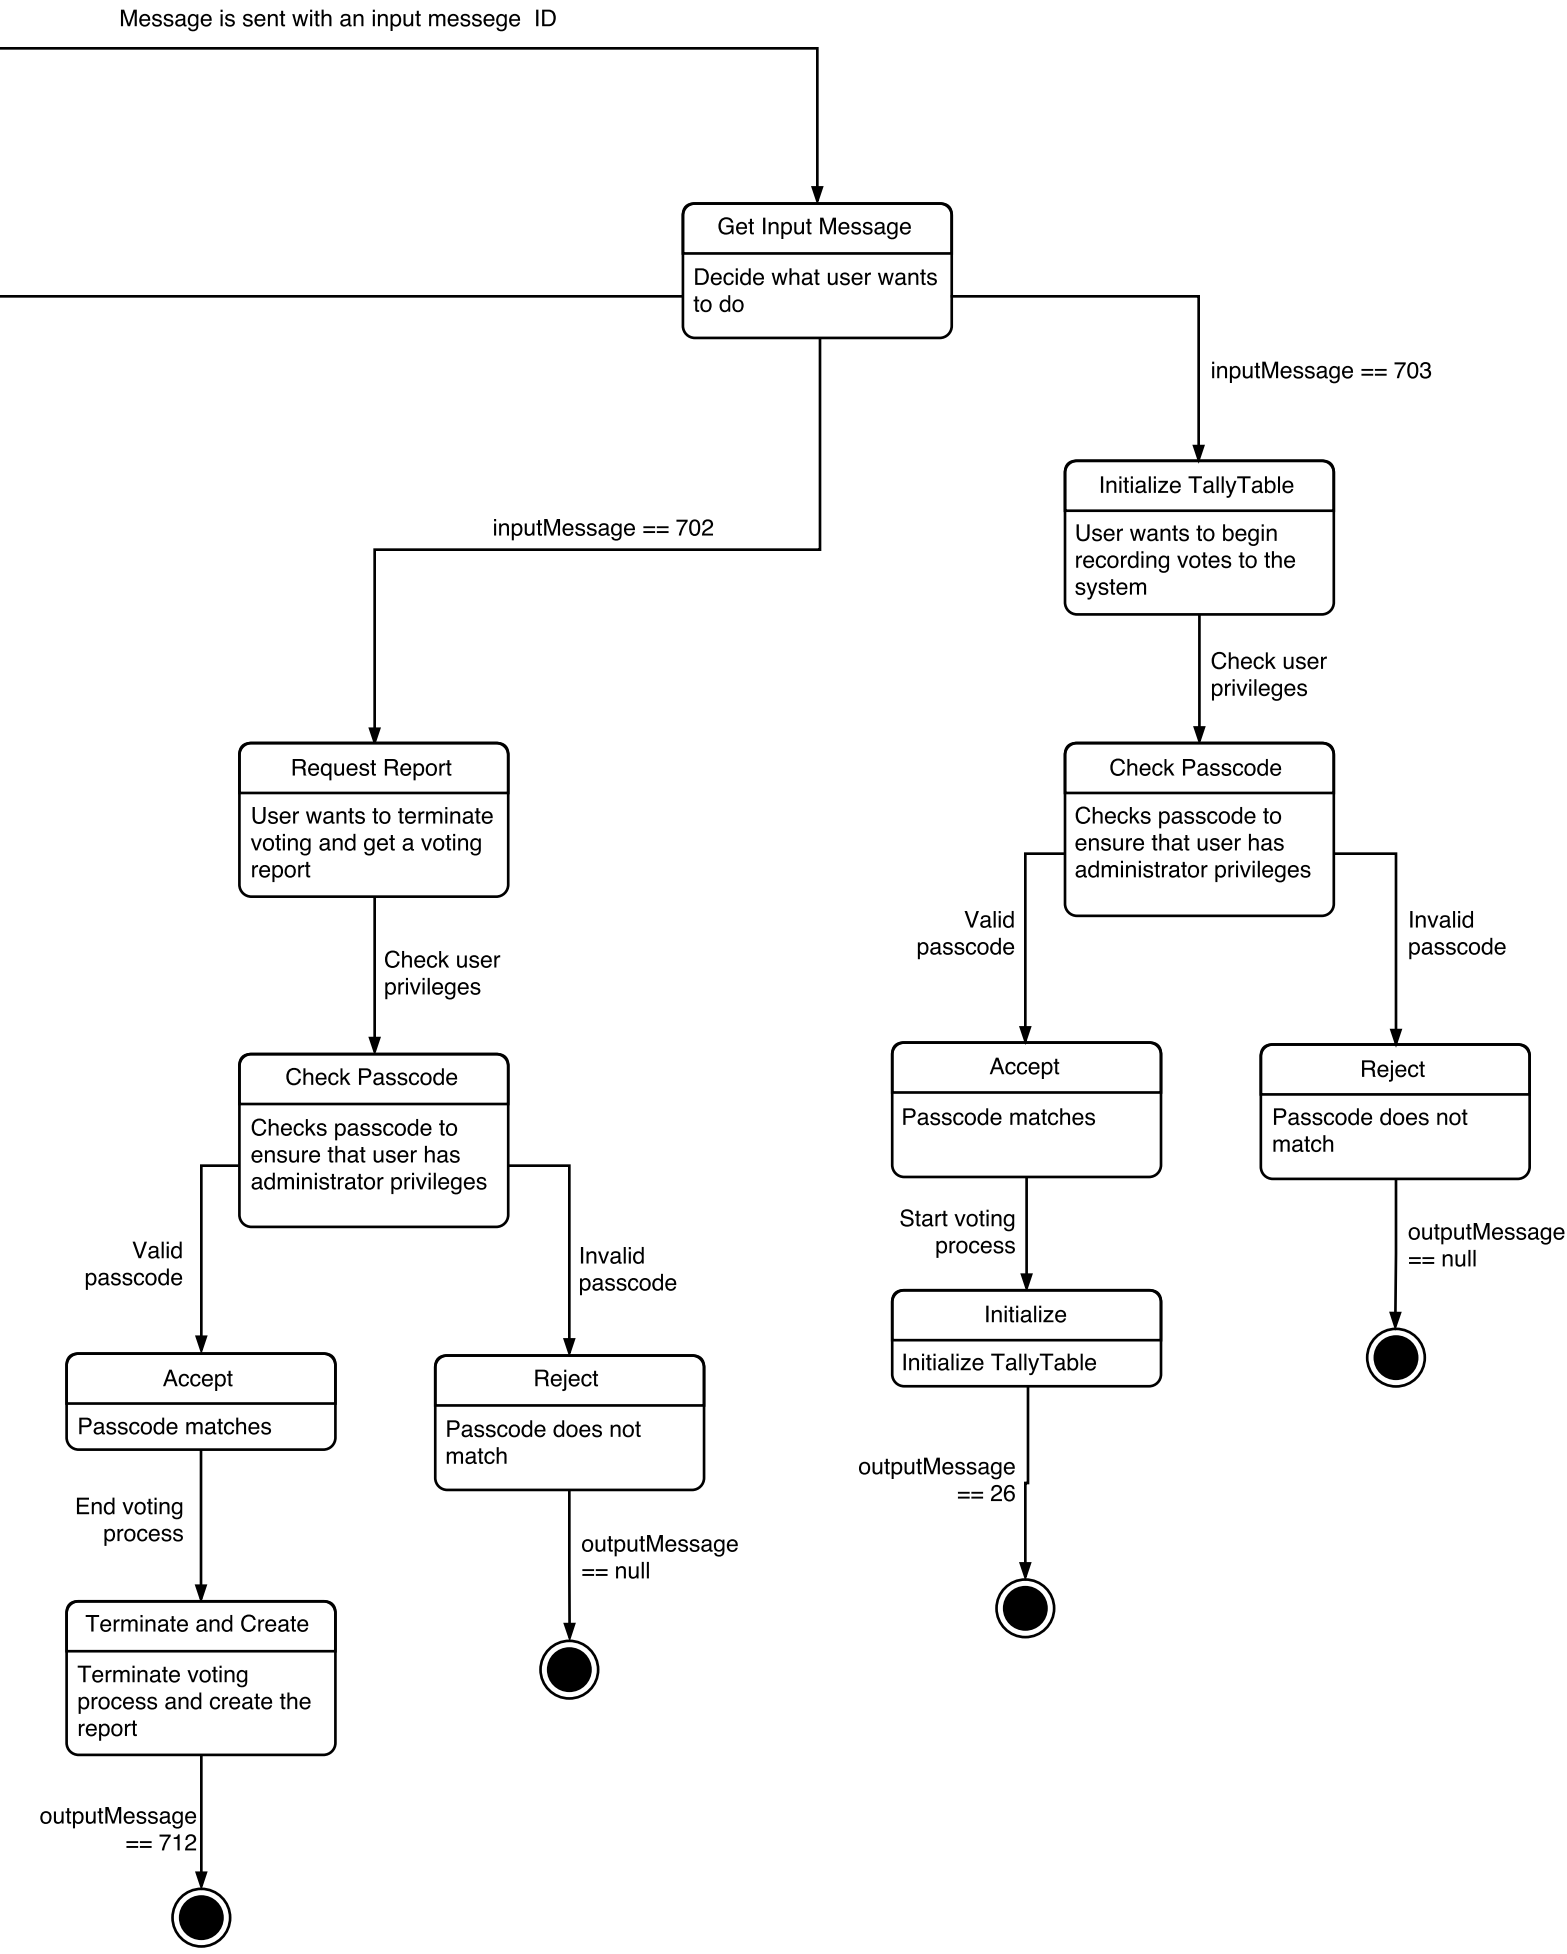 Message is sent with an input messege  ID
Get Input Message
Decide what user wants
to do
inputMessage == 703
inputMessage == 702
Initialize TallyTable
User wants to begin
recording votes to the
system
Check user
privileges
Request Report
User wants to terminate
voting and get a voting
report
Check user
privileges
Check Passcode
Checks passcode to
ensure that user has
administrator privileges
Valid
passcode
Invalid
passcode
Accept
Passcode matches
Reject
Passcode does not
match
Start voting
process
outputMessage
== null
Initialize
Initialize TallyTable
outputMessage
== 26
Check Passcode
Checks passcode to
ensure that user has
administrator privileges
Valid
passcode
Invalid
passcode
Accept
Passcode matches
Reject
Passcode does not
match
End voting
process
outputMessage
== null
Terminate and Create
Terminate voting
process and create the
report
outputMessage
== 712